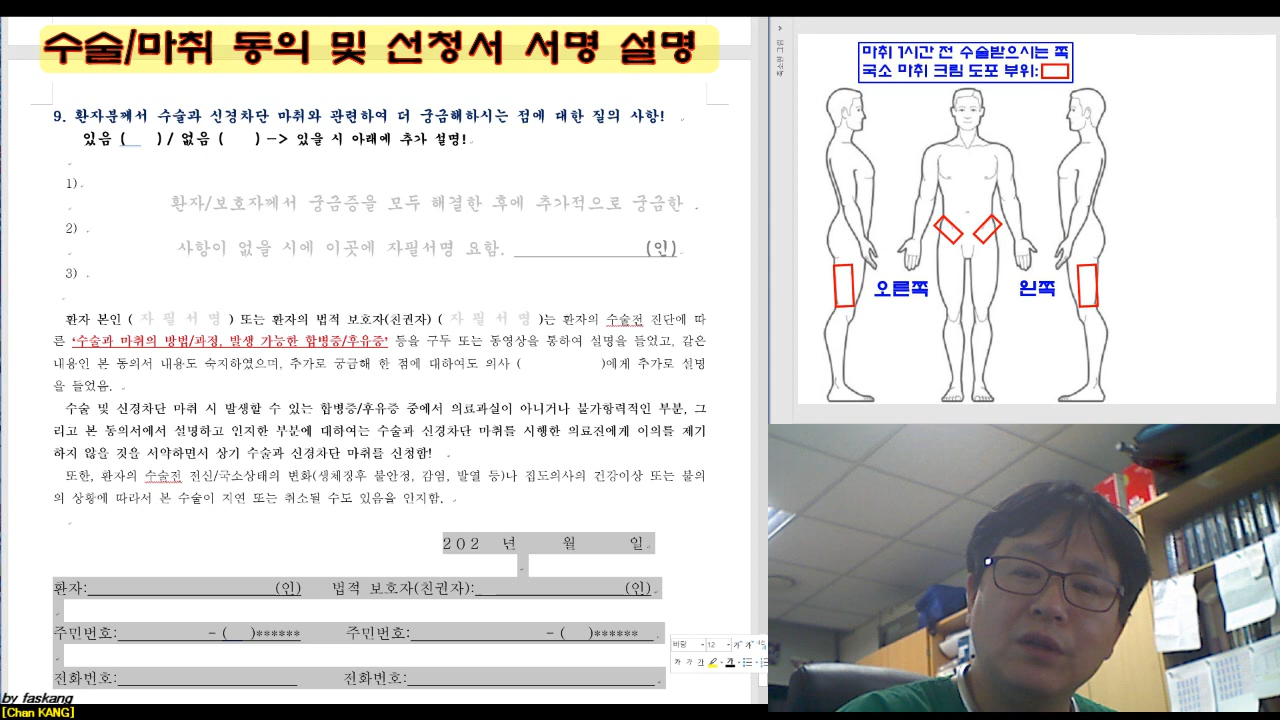 수술/마취 동의 및 신청서 서명 설명
9. 환자분께서 수술과 신경차단 마취와 관련하여 더 궁금해하시는 점에 대한 질의 사항!
있음 (    ) / 없음 (    ) -> 있을 시 아래에 추가 설명!
1)
환자/보호자께서 궁금증을 모두 해결한 후에 추가적으로 궁금한
2)
사항이 없을 시에 이곳에 자필서명 요함. ____________ (인)
3)
환자 본인 ( 자 필 서 명 ) 또는 환자의 법적 보호자(친권자) ( 자 필 서 명 )는 환자의 수술전 진단에 따
른 ‘수술과 마취의 방법/과정, 발생 가능한 합병증/후유증’ 등을 구두 또는 동영상을 통하여 설명을 들었고, 같은
내용인 본 동의서 내용도 숙지하였으며, 추가로 궁금해 한 점에 대하여도 의사 (            )에게 추가로 설명
을 들었음.
수술 및 신경차단 마취 시 발생할 수 있는 합병증/후유증 중에서 의료과실이 아니거나 불가항력적인 부분, 그
리고 본 동의서에서 설명하고 인지한 부분에 대하여는 수술과 신경차단 마취를 시행한 의료진에게 이의를 제기
하지 않을 것을 서약하면서 상기 수술과 신경차단 마취를 신청함!
또한, 환자의 수술전 전신/국소상태의 변화(생체징후 불안정, 감염, 발열 등)나 집도의사의 건강이상 또는 불의
의 상황에 따라서 본 수술이 지연 또는 취소될 수도 있음을 인지함.
202   년     월     일
환자:____________(인)   법적 보호자(친권자):____________(인)
주민번호:________ - (   )******   주민번호:____________ - (   )******
전화번호:____________   전화번호:____________
바탕 12
by faskang
[Chan KANG]
마취 1시간 전 수술받으시는 쪽
국소 마취 크림 도포 부위:
오른쪽 왼쪽